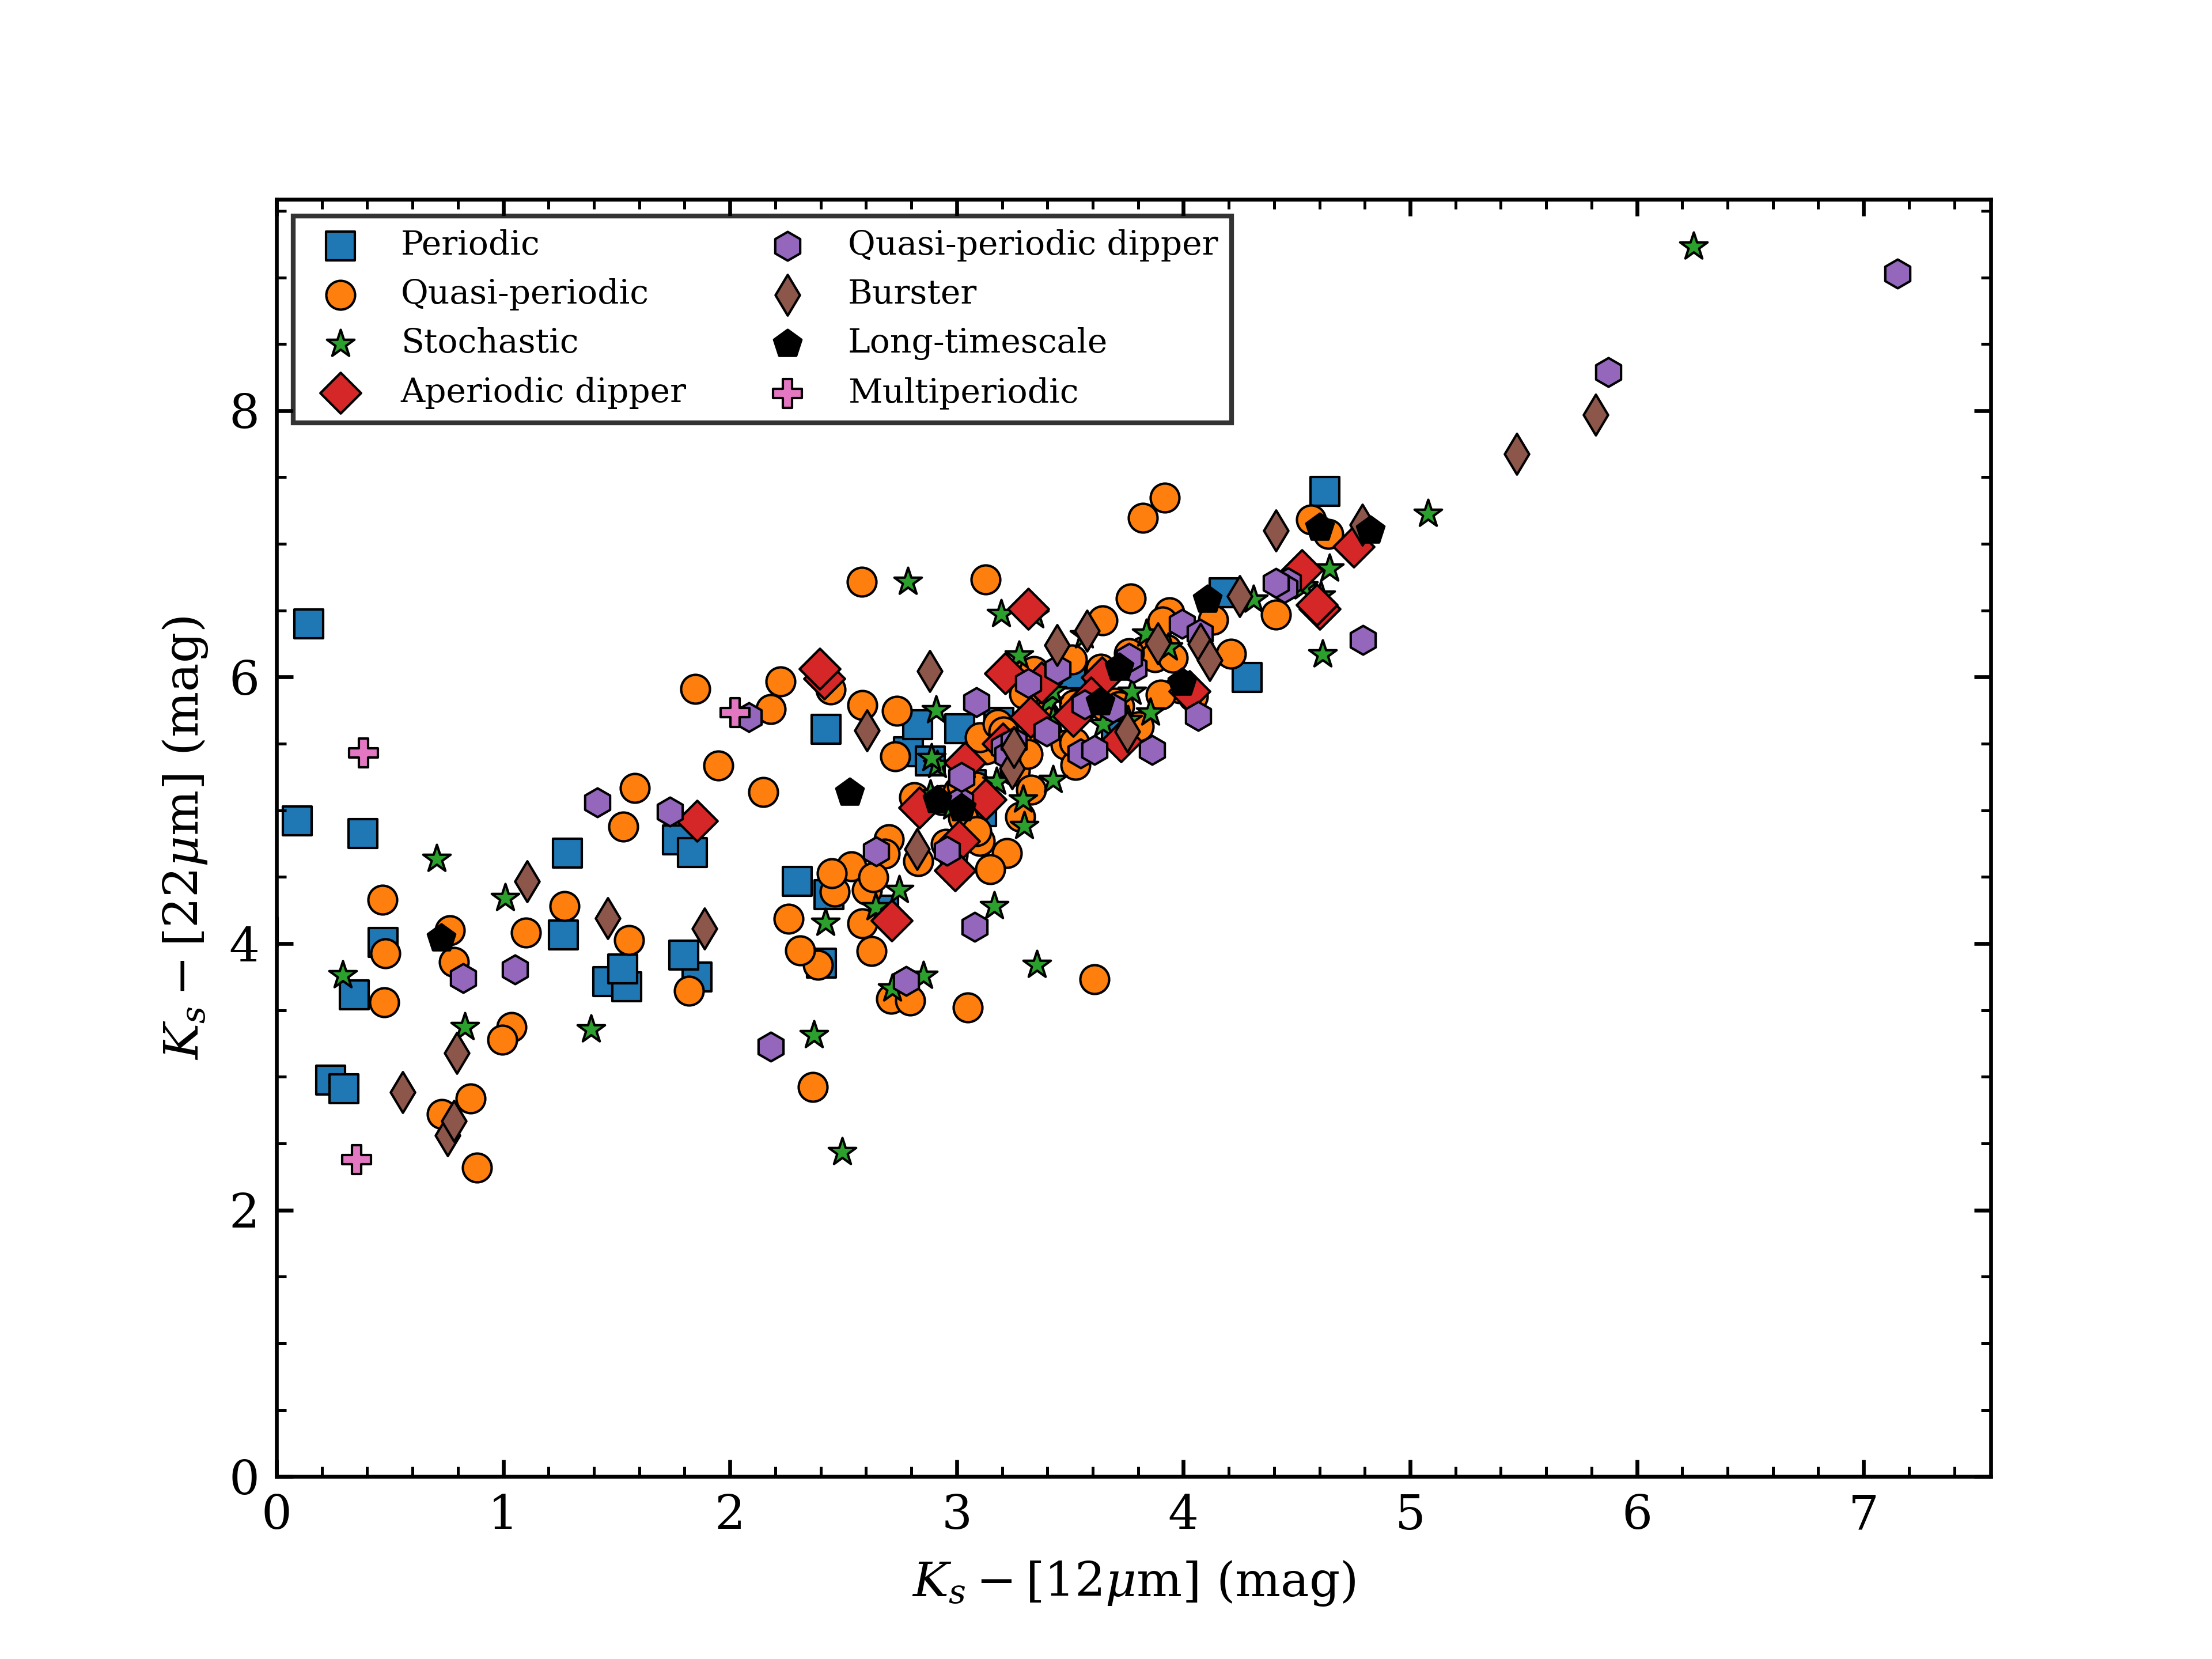 Periodic
Quasi-periodic
Stochastic
Aperiodic dipper
Quasi-periodic dipper
Burster
Long-timescale
Multiperiodic
8
6
4
2
0
K_s − [22μm] (mag)
0 1 2 3 4 5 6 7
K_s − [12μm] (mag)